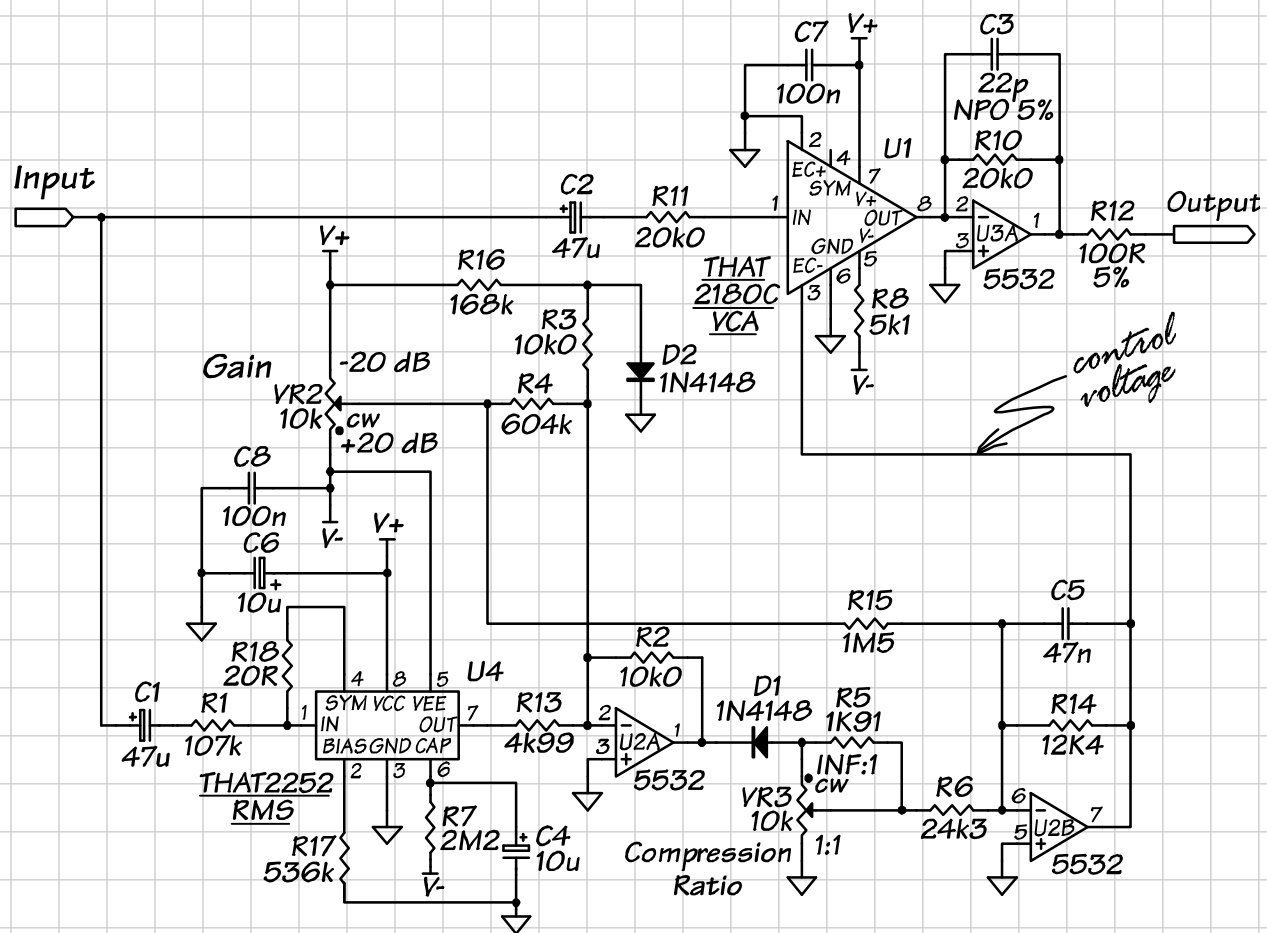 C7
V+
100n
C3
22p
NPO 5%
R10
20k0
Input
C2
47u
R11
20k0
2
EC+
4
SYM
7
V+
U1
1
IN
OUT
8
V-
GND
5
EC-
6
3
THAT
2180C
VCA
R8
5k1
V-
2
-
1
3
+
U3A
5532
R12
100R
5%
Output
V+
R16
168k
R3
10k0
D2
1N4148
control
voltage
Gain
-20 dB
VR2
10k
cw
+20 dB
R4
604k
C8
100n
V-
V+
C6
10u
+
R15
1M5
C5
47n
R18
20R
4
8
5
U4
SYM
VCC
VEE
C1
+
47u
R1
107k
1
IN
OUT
7
BIAS
GND
CAP
2
3
6
THAT2252
RMS
R13
4k99
R2
10k0
2
-
1
3
+
U2A
5532
D1
1N4148
R5
1K91
INF:1
cw
VR3
10k
1:1
Compression
Ratio
R6
24k3
R14
12K4
6
-
7
5
+
U2B
5532
R7
2M2
V-
C4
+
10u
R17
536k